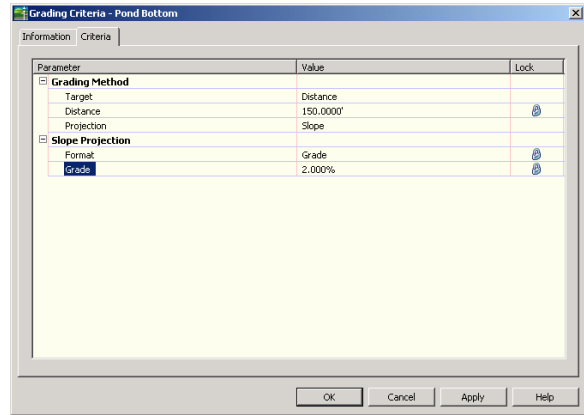 Grading Criteria - Pond Bottom
Information Criteria
Parameter Value Lock
Grading Method
Target Distance
Distance 150.0000'
Projection Slope
Slope Projection
Format Grade
Grade 2.000%
OK Cancel Apply Help